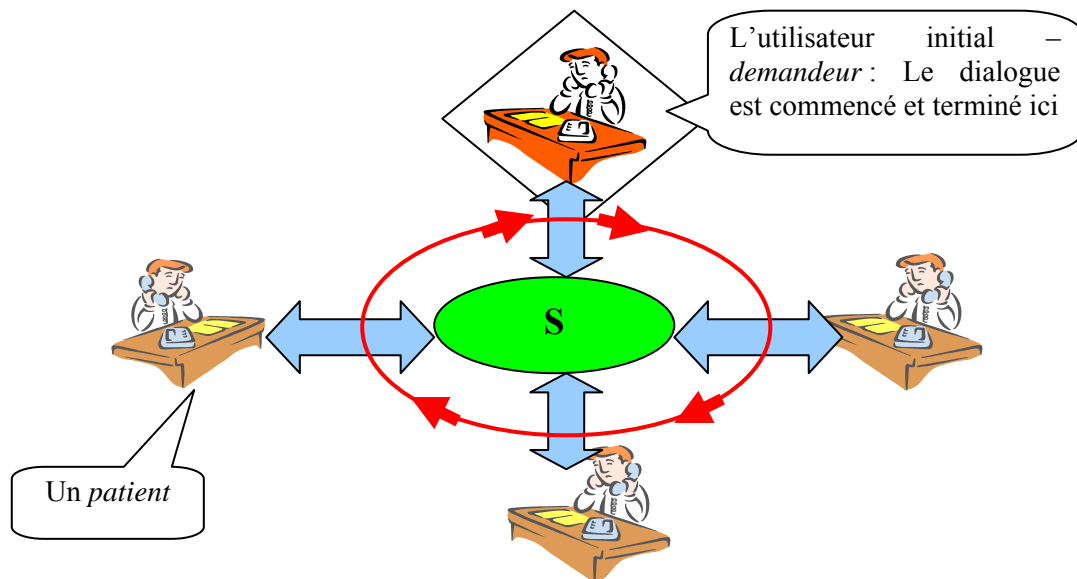 L’utilisateur initial –
demandeur : Le dialogue
est commencé et terminé ici
S
Un patient